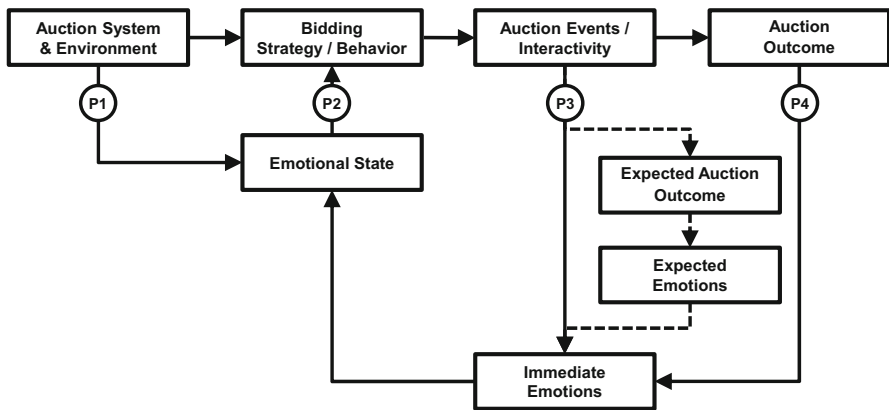 Auction System
& Environment
Bidding
Strategy / Behavior
Auction Events /
Interactivity
Auction
Outcome
P1
P2
P3
P4
Emotional State
Expected Auction
Outcome
Expected
Emotions
Immediate
Emotions